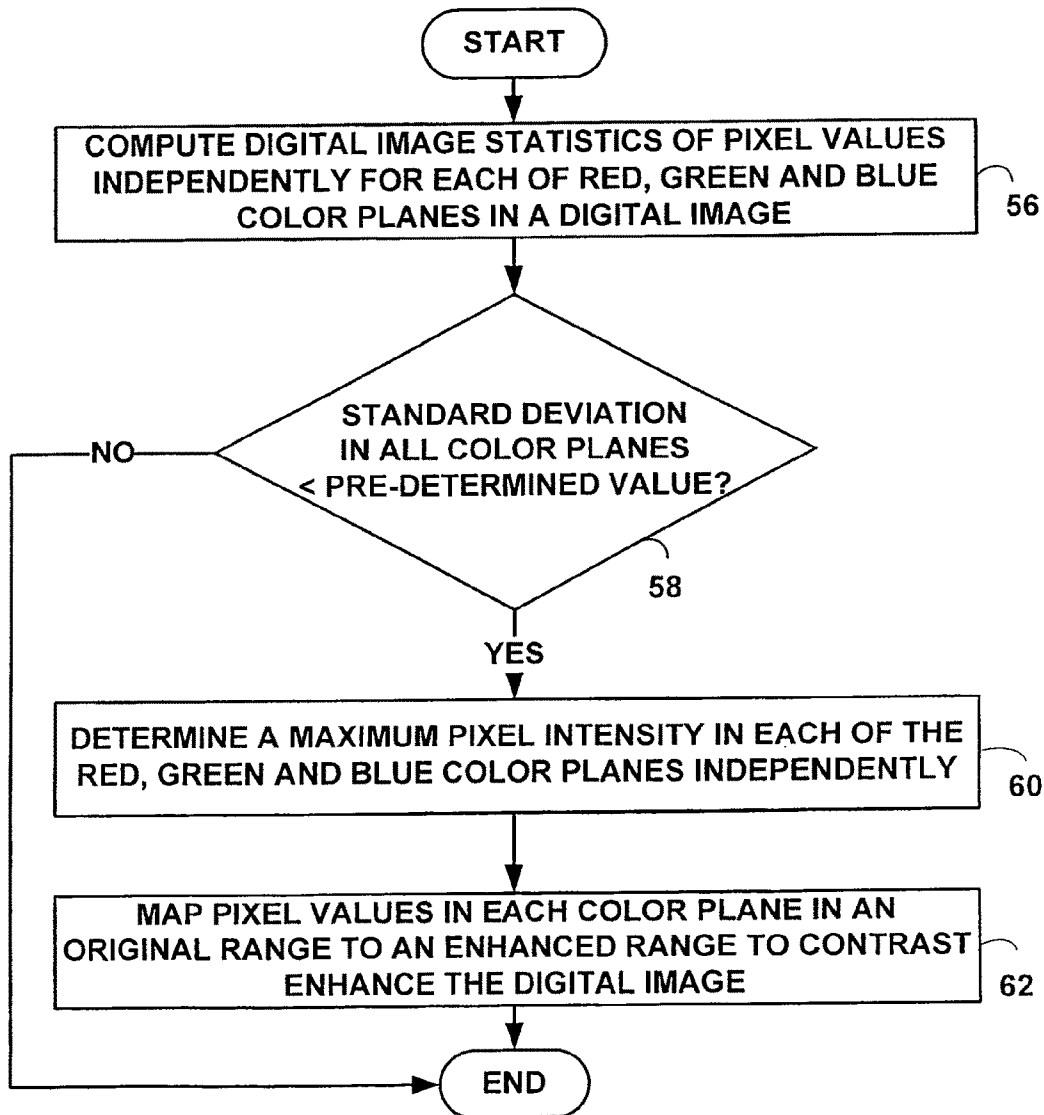 START
COMPUTE DIGITAL IMAGE STATISTICS OF PIXEL VALUES
INDEPENDENTLY FOR EACH OF RED, GREEN AND BLUE
COLOR PLANES IN A DIGITAL IMAGE
56
STANDARD DEVIATION
IN ALL COLOR PLANES
< PRE-DETERMINED VALUE?
NO
58
YES
DETERMINE A MAXIMUM PIXEL INTENSITY IN EACH OF THE
RED, GREEN AND BLUE COLOR PLANES INDEPENDENTLY
60
MAP PIXEL VALUES IN EACH COLOR PLANE IN AN
ORIGINAL RANGE TO AN ENHANCED RANGE TO CONTRAST
ENHANCE THE DIGITAL IMAGE
62
END